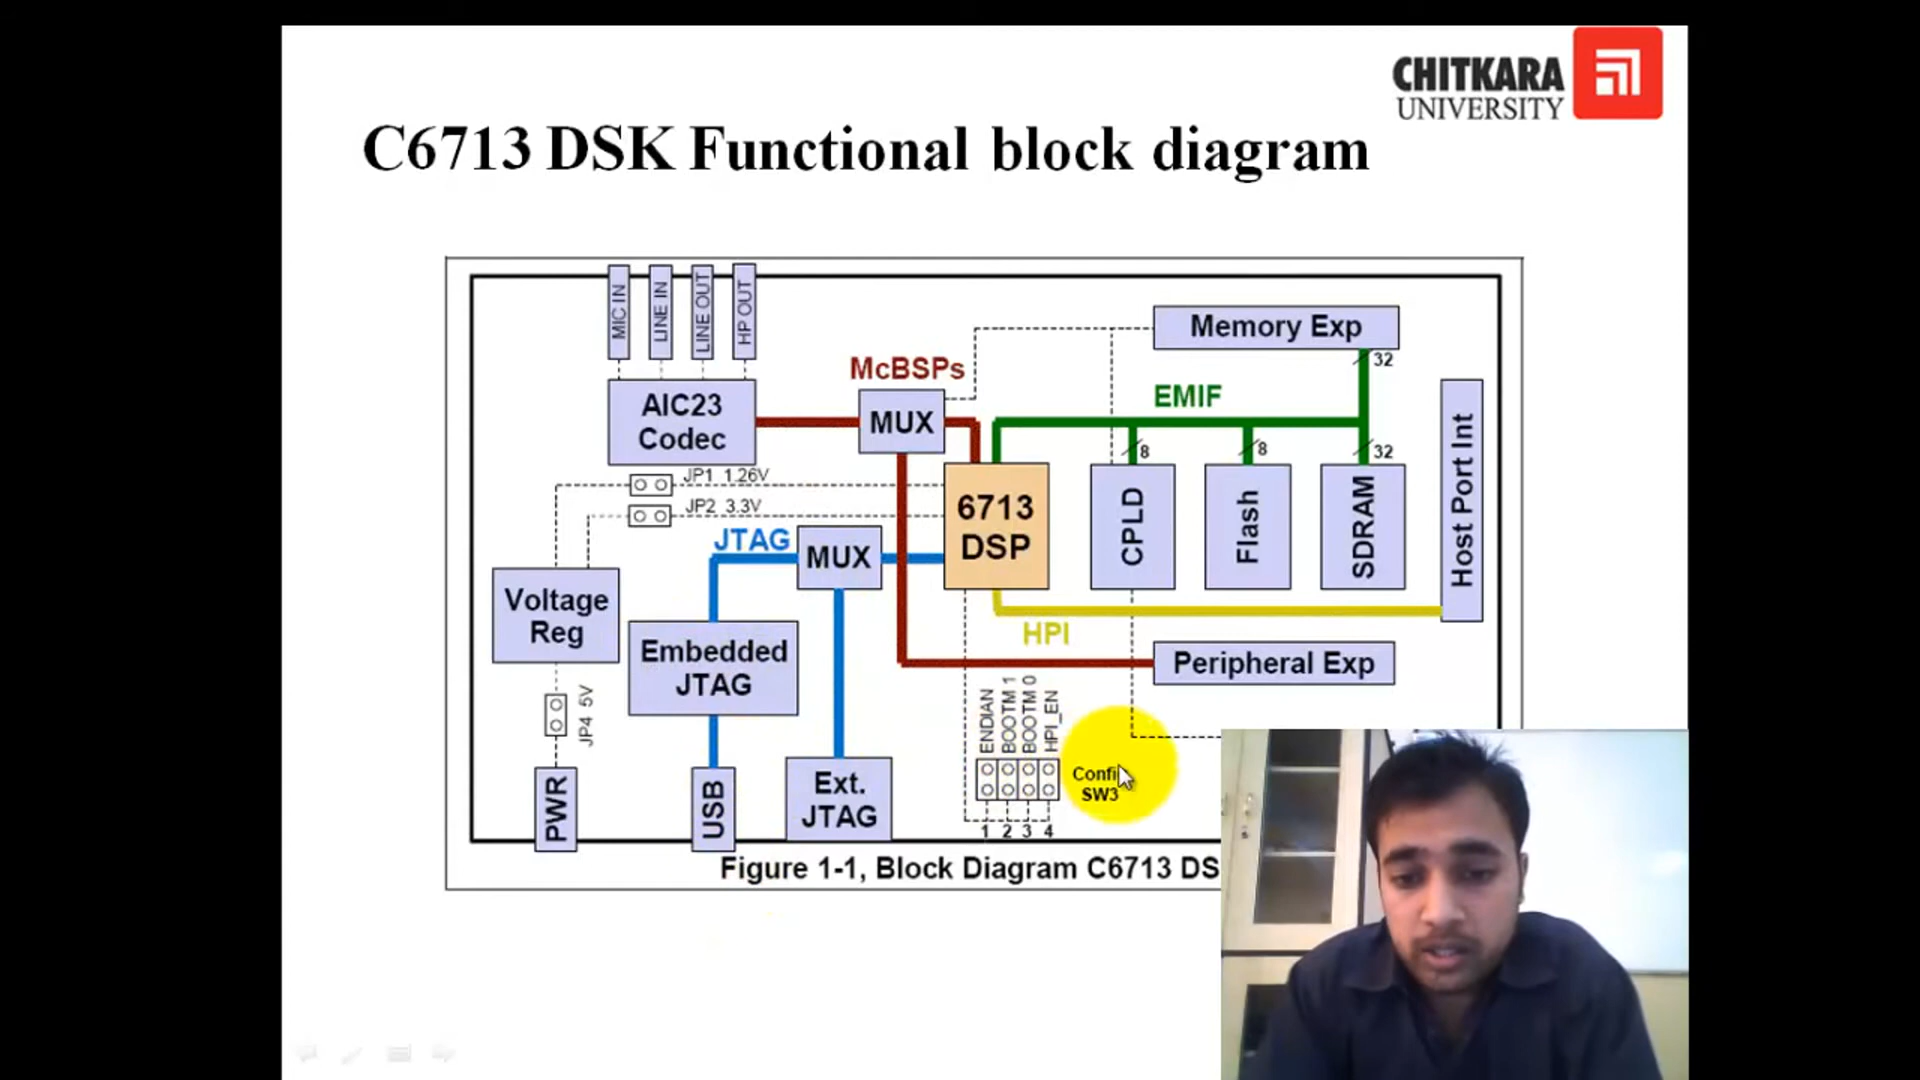 CHITKARA
UNIVERSITY
C6713 DSK Functional block diagram
MIC IN
LINE IN
LINE OUT
HP OUT
Memory Exp
32
McBSPs
EMIF
AIC23
Codec
MUX
8
8
32
Host Port Int
JP1 1.26V
JP2 3.3V
6713
DSP
CPLD
Flash
SDRAM
JTAG
MUX
Voltage
Reg
HPI
Embedded
JTAG
Peripheral Exp
JP4 5V
ENDIAN
BOOTM 1
BOOTM 0
HPI_EN
PWR
USB
Ext.
JTAG
Confi
SW3
1 2 3 4
Figure 1-1, Block Diagram C6713 DS